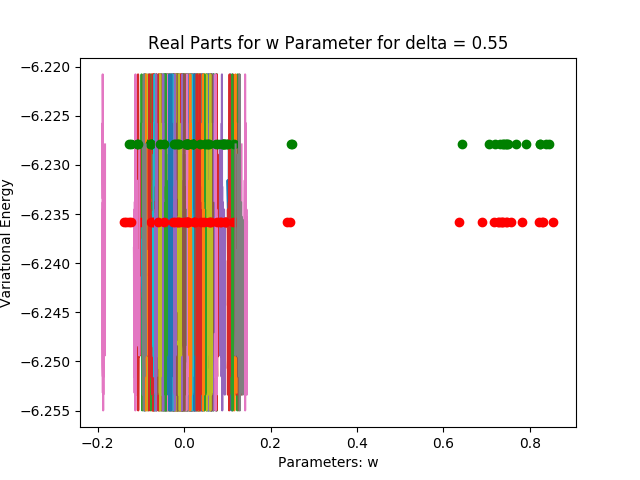 Real Parts for w Parameter for delta = 0.55
−6.220
−6.225
−6.230
−6.235
−6.240
−6.245
−6.250
−6.255
Variational Energy
−0.2 0.0 0.2 0.4 0.6 0.8
Parameters: w